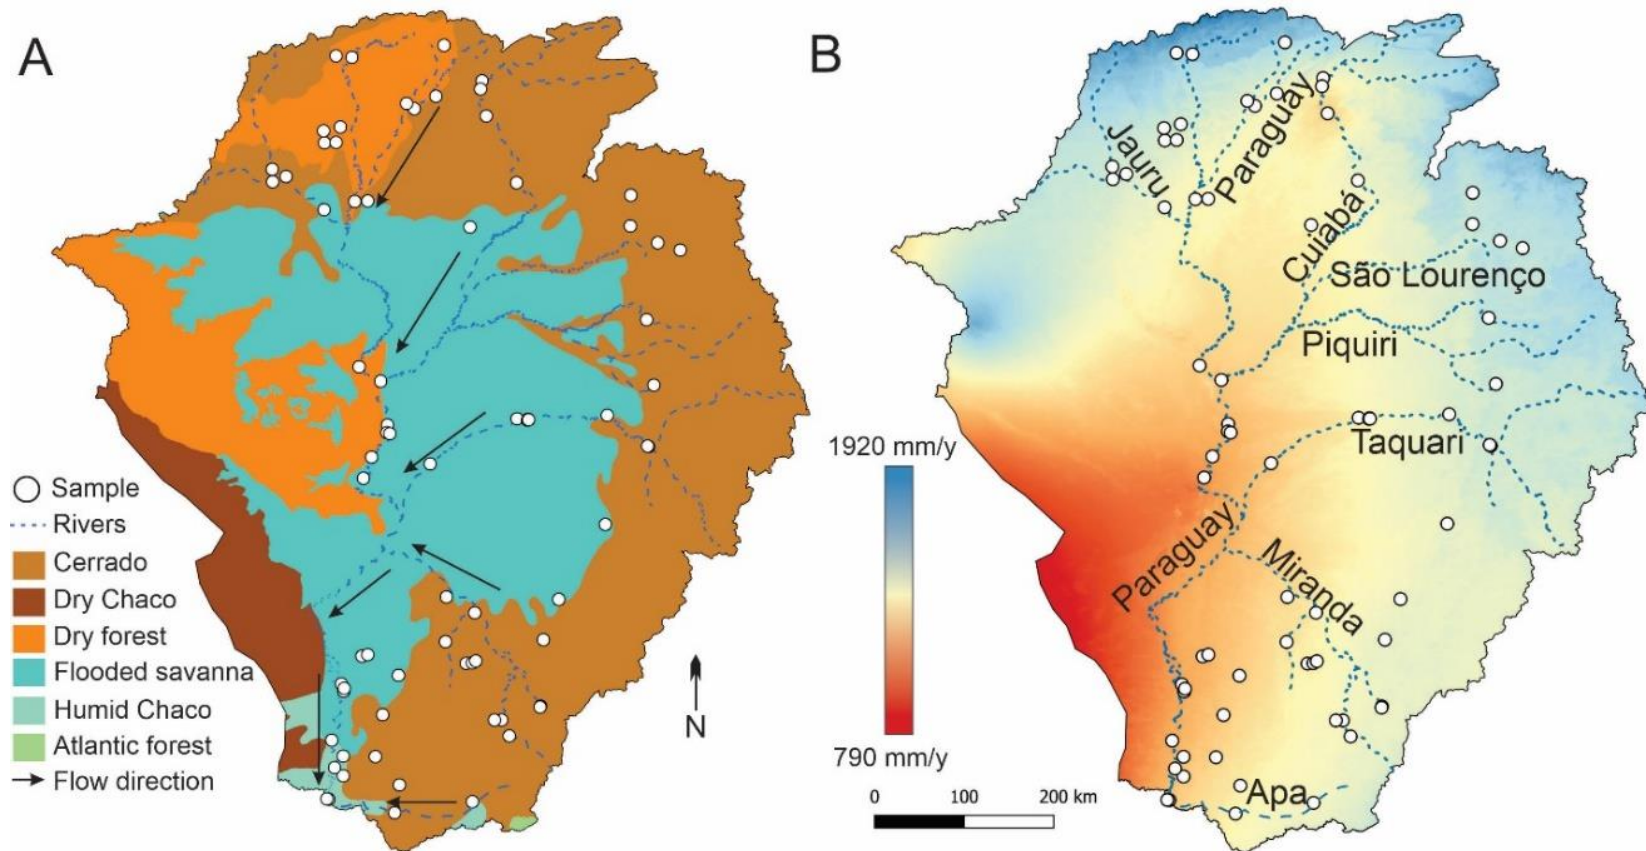 A
Sample
Rivers
Cerrado
Dry Chaco
Dry forest
Flooded savanna
Humid Chaco
Atlantic forest
Flow direction
N
B
Jauru
Paraguay
Cuiabá
São Lourenço
Piquiri
Taquari
Paraguay
Miranda
Apa
1920 mm/y
790 mm/y
0 100 200 km